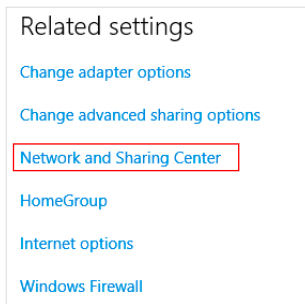 Related settings
Change adapter options
Change advanced sharing options
Network and Sharing Center
HomeGroup
Internet options
Windows Firewall